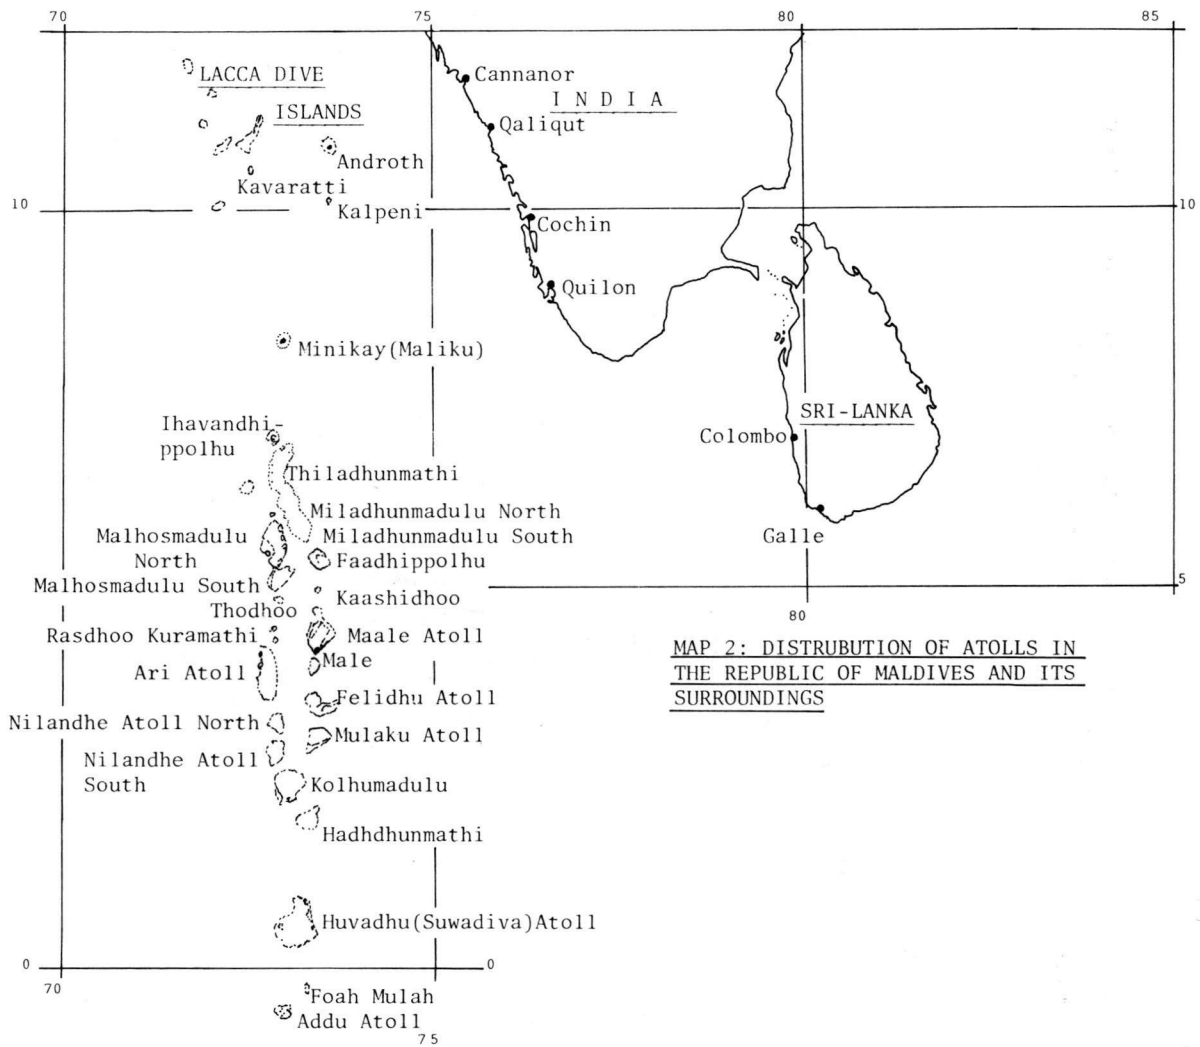 70 75 80 85
LACCA DIVE
Cannanor
I N D I A
ISLANDS
Qaliqut
Androth
Kavaratti
10 Kalpeni 10
Cochin
Quilon
Minikay(Maliku)
SRI-LANKA
Ihavandhi-
ppolhu
Colombo
Thiladhunmathi
Miladhunmadulu North
Malhosmadulu
North
Miladhunmadulu South
Galle
Faadhippolhu
Malhosmadulu South 5
Kaashidhoo
Thodhoo
80
Rasdhoo Kuramathi
Maale Atoll
MAP 2: DISTRUBUTION OF ATOLLS IN
THE REPUBLIC OF MALDIVES AND ITS
SURROUNDINGS
Male
Ari Atoll
Felidhu Atoll
Nilandhe Atoll North
Mulaku Atoll
Nilandhe Atoll
South
Kolhumadulu
Hadhdhunmathi
Huvadhu(Suwadiva)Atoll
0 0
70
Foah Mulah
Addu Atoll
75